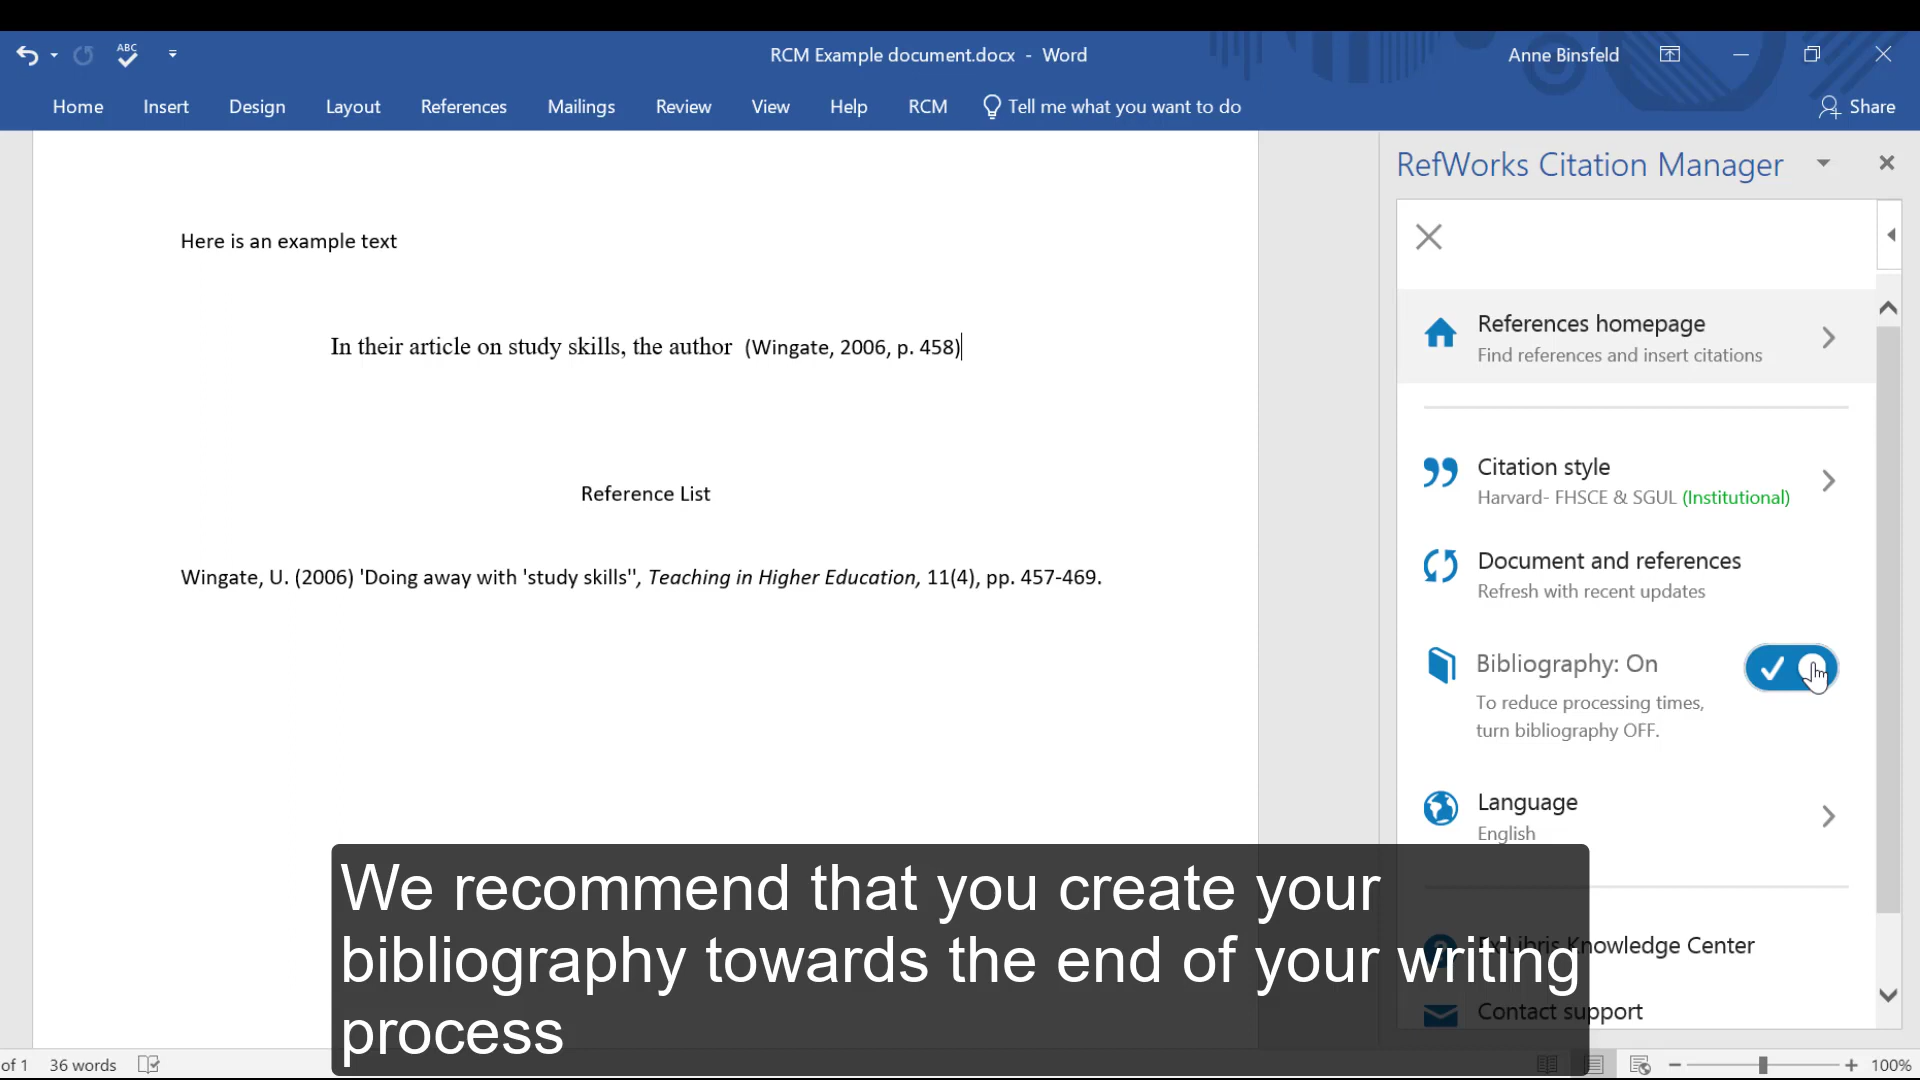 ABC
RCM Example document.docx - Word
Anne Binsfeld
Home Insert Design Layout References Mailings Review View Help RCM Tell me what you want to do Share
RefWorks Citation Manager
Here is an example text
References homepage
Find references and insert citations
In their article on study skills, the author (Wingate, 2006, p. 458)
Citation style
Harvard- FHSCE & SGUL (Institutional)
Reference List
Document and references
Refresh with recent updates
Wingate, U. (2006) 'Doing away with 'study skills'', Teaching in Higher Education, 11(4), pp. 457-469.
Bibliography: On
To reduce processing times,
turn bibliography OFF.
Language
English
We recommend that you create your
bibliography towards the end of your writing
process
Ex Libris Knowledge Center
Contact support
of 1 36 words
100%